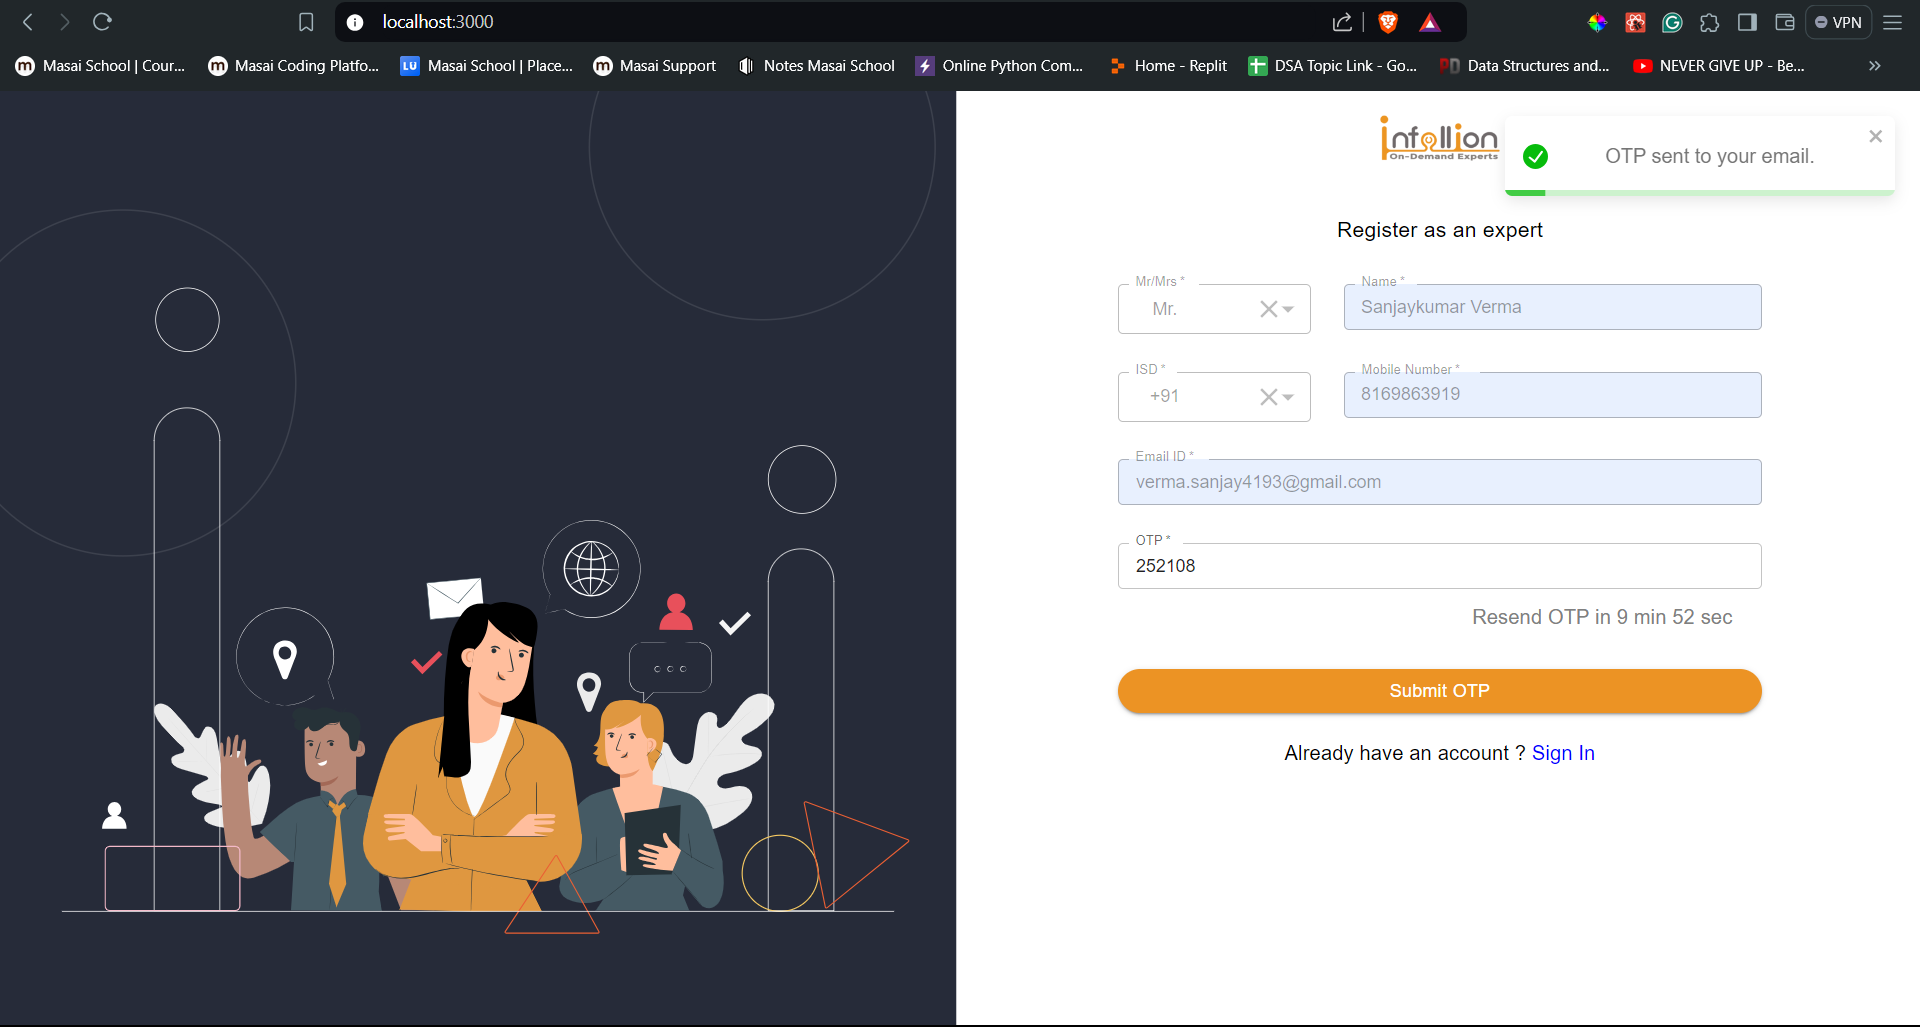 localhost:3000
VPN
Masai School | Cour...
Masai Coding Platfo...
LU
Masai School | Place...
Masai Support
Notes Masai School
Online Python Com...
Home - Replit
DSA Topic Link - Go...
Data Structures and...
NEVER GIVE UP - Be...
infollion
On-Demand Experts
OTP sent to your email.
Register as an expert
Mr/Mrs *
Mr.
Name *
Sanjaykumar Verma
ISD *
+91
Mobile Number *
8169863919
Email ID *
verma.sanjay4193@gmail.com
OTP *
252108
Resend OTP in 9 min 52 sec
Submit OTP
Already have an account ? Sign In